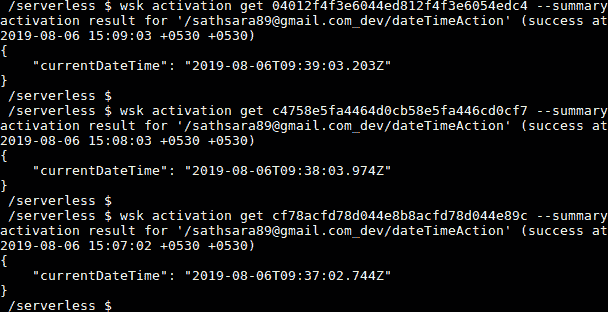 /serverless $ wsk activation get 04012f4f3e6044ed812f4f3e6054edc4 --summary
activation result for '/sathsara89@gmail.com_dev/dateTimeAction' (success at
2019-08-06 15:09:03 +0530 +0530)
{
    "currentDateTime": "2019-08-06T09:39:03.203Z"
}
/serverless $
/serverless $ wsk activation get c4758e5fa4464d0cb58e5fa446cd0cf7 --summary
activation result for '/sathsara89@gmail.com_dev/dateTimeAction' (success at
2019-08-06 15:08:03 +0530 +0530)
{
    "currentDateTime": "2019-08-06T09:38:03.974Z"
}
/serverless $
/serverless $ wsk activation get cf78acfd78d044e8b8acfd78d044e89c --summary
activation result for '/sathsara89@gmail.com_dev/dateTimeAction' (success at
2019-08-06 15:07:02 +0530 +0530)
{
    "currentDateTime": "2019-08-06T09:37:02.744Z"
}
/serverless $